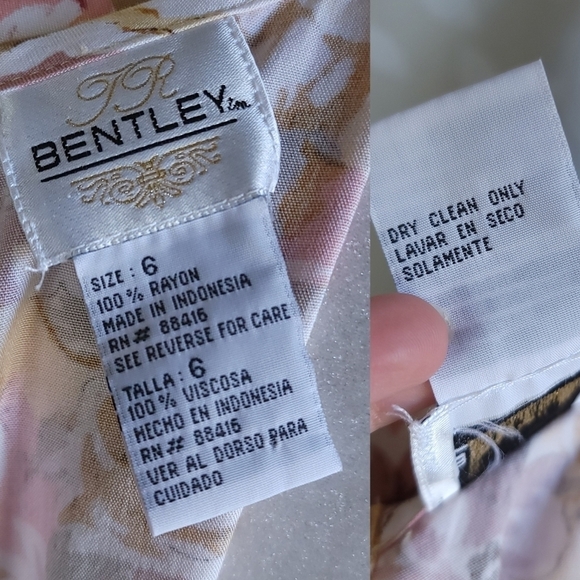 JR
BENTLEY tm
SIZE: 6
100% RAYON
MADE IN INDONESIA
RN# 88416
SEE REVERSE FOR CARE
TALLA: 6
100% VISCOSA
HECHO EN INDONESIA
RN# 88416
VER AL DORSO PARA
CUIDADO
DRY CLEAN ONLY
LAVAR EN SECO
SOLAMENTE